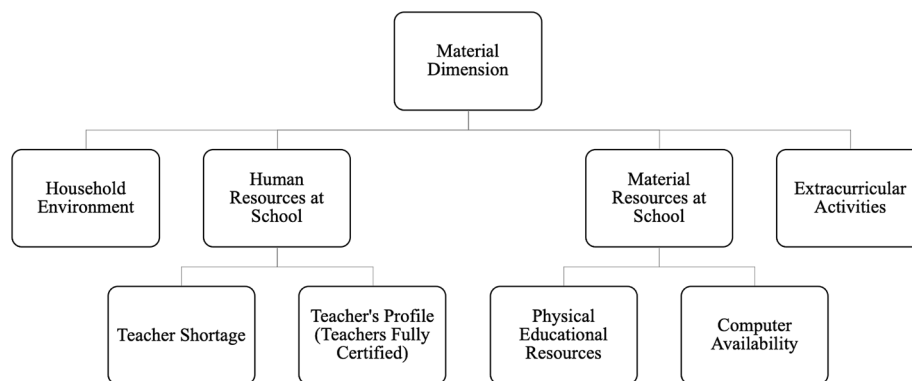 Material
Dimension
Household
Environment
Human
Resources at
School
Material
Resources at
School
Extracurricular
Activities
Teacher Shortage
Teacher's Profile
(Teachers Fully
Certified)
Physical
Educational
Resources
Computer
Availability